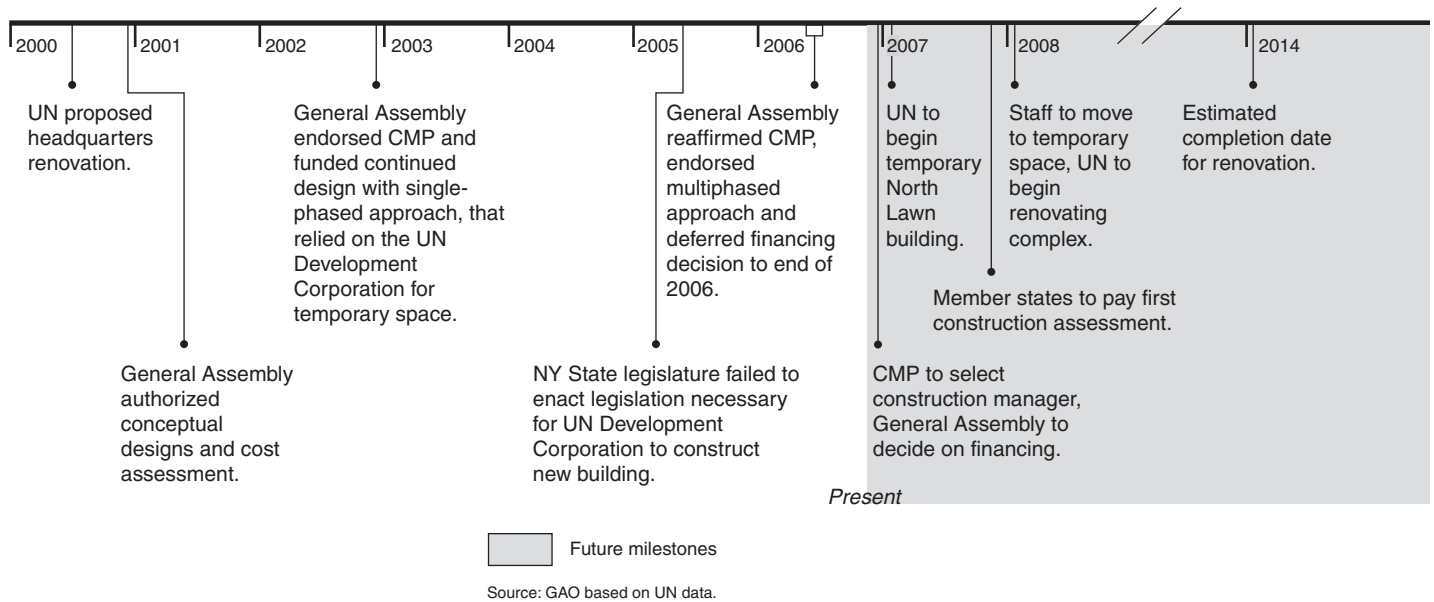 2000
2001
2002
2003
2004
2005
2006
2007
2008
2014
UN proposed
headquarters
renovation.
General Assembly
authorized
conceptual
designs and cost
assessment.
General Assembly
endorsed CMP and
funded continued
design with single-
phased approach, that
relied on the UN
Development
Corporation for
temporary space.
NY State legislature failed to
enact legislation necessary
for UN Development
Corporation to construct
new building.
General Assembly
reaffirmed CMP,
endorsed
multiphased
approach and
deferred financing
decision to end of
2006.
CMP to select
construction manager,
General Assembly to
decide on financing.
UN to
begin
temporary
North
Lawn
building.
Member states to pay first
construction assessment.
Staff to move
to temporary
space, UN to
begin
renovating
complex.
Estimated
completion date
for renovation.
Present
Future milestones
Source: GAO based on UN data.